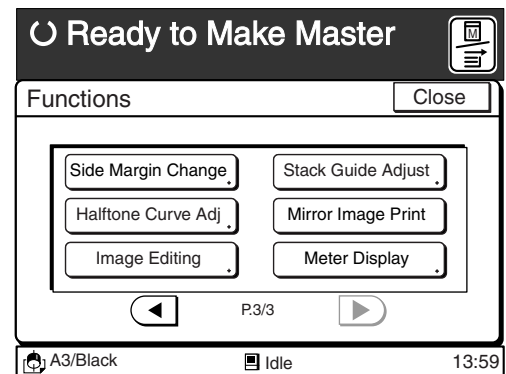 Ready to Make Master
M
Functions Close
Side Margin Change Stack Guide Adjust
Halftone Curve Adj Mirror Image Print
Image Editing Meter Display
P.3/3
A3/Black Idle 13:59